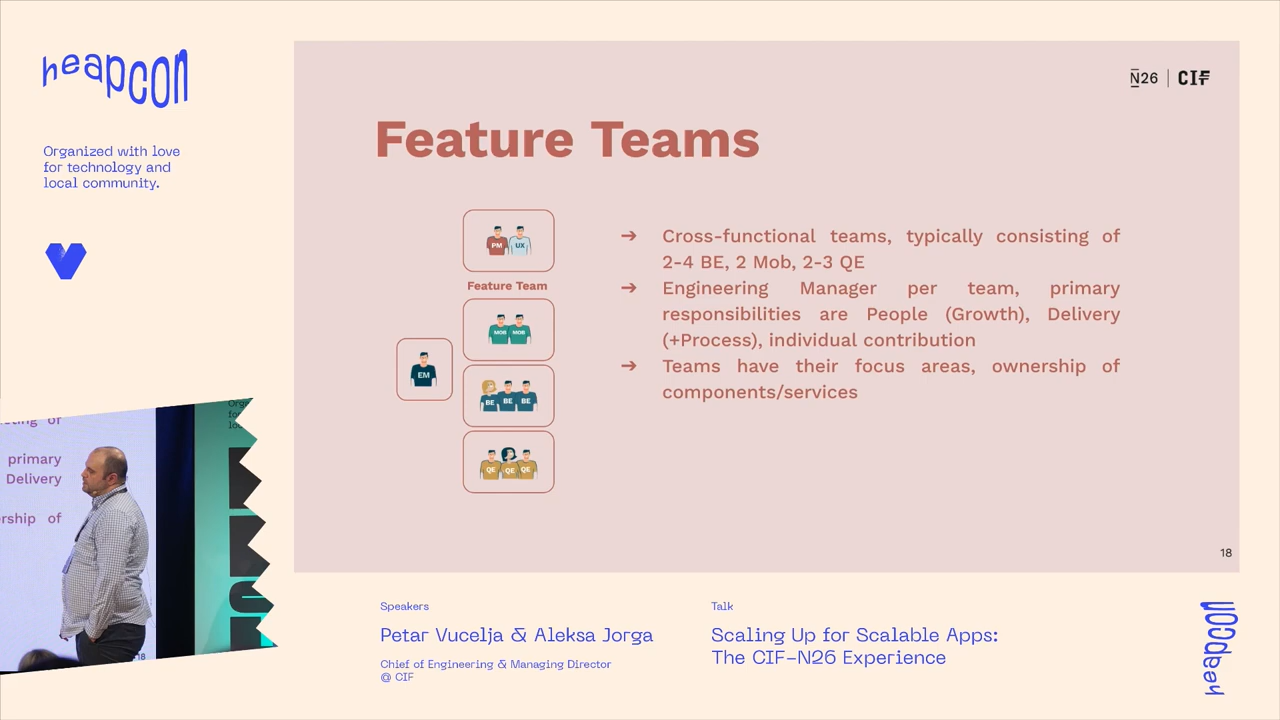 heapcon
Organized with love
for technology and
local community.
N26 | CIF
Feature Teams
PM UX
Feature Team
MOB MOB
EM
BE BE BE
QE QE QE
➔ Cross-functional teams, typically consisting of
2-4 BE, 2 Mob, 2-3 QE
➔ Engineering Manager per team, primary
responsibilities are People (Growth), Delivery
(+Process), individual contribution
➔ Teams have their focus areas, ownership of
components/services
18
of
primary
Delivery
of
18
Speakers
Petar Vucelja & Aleksa Jorga
Chief of Engineering & Managing Director
@ CIF
Talk
Scaling Up for Scalable Apps:
The CIF-N26 Experience
heapcon